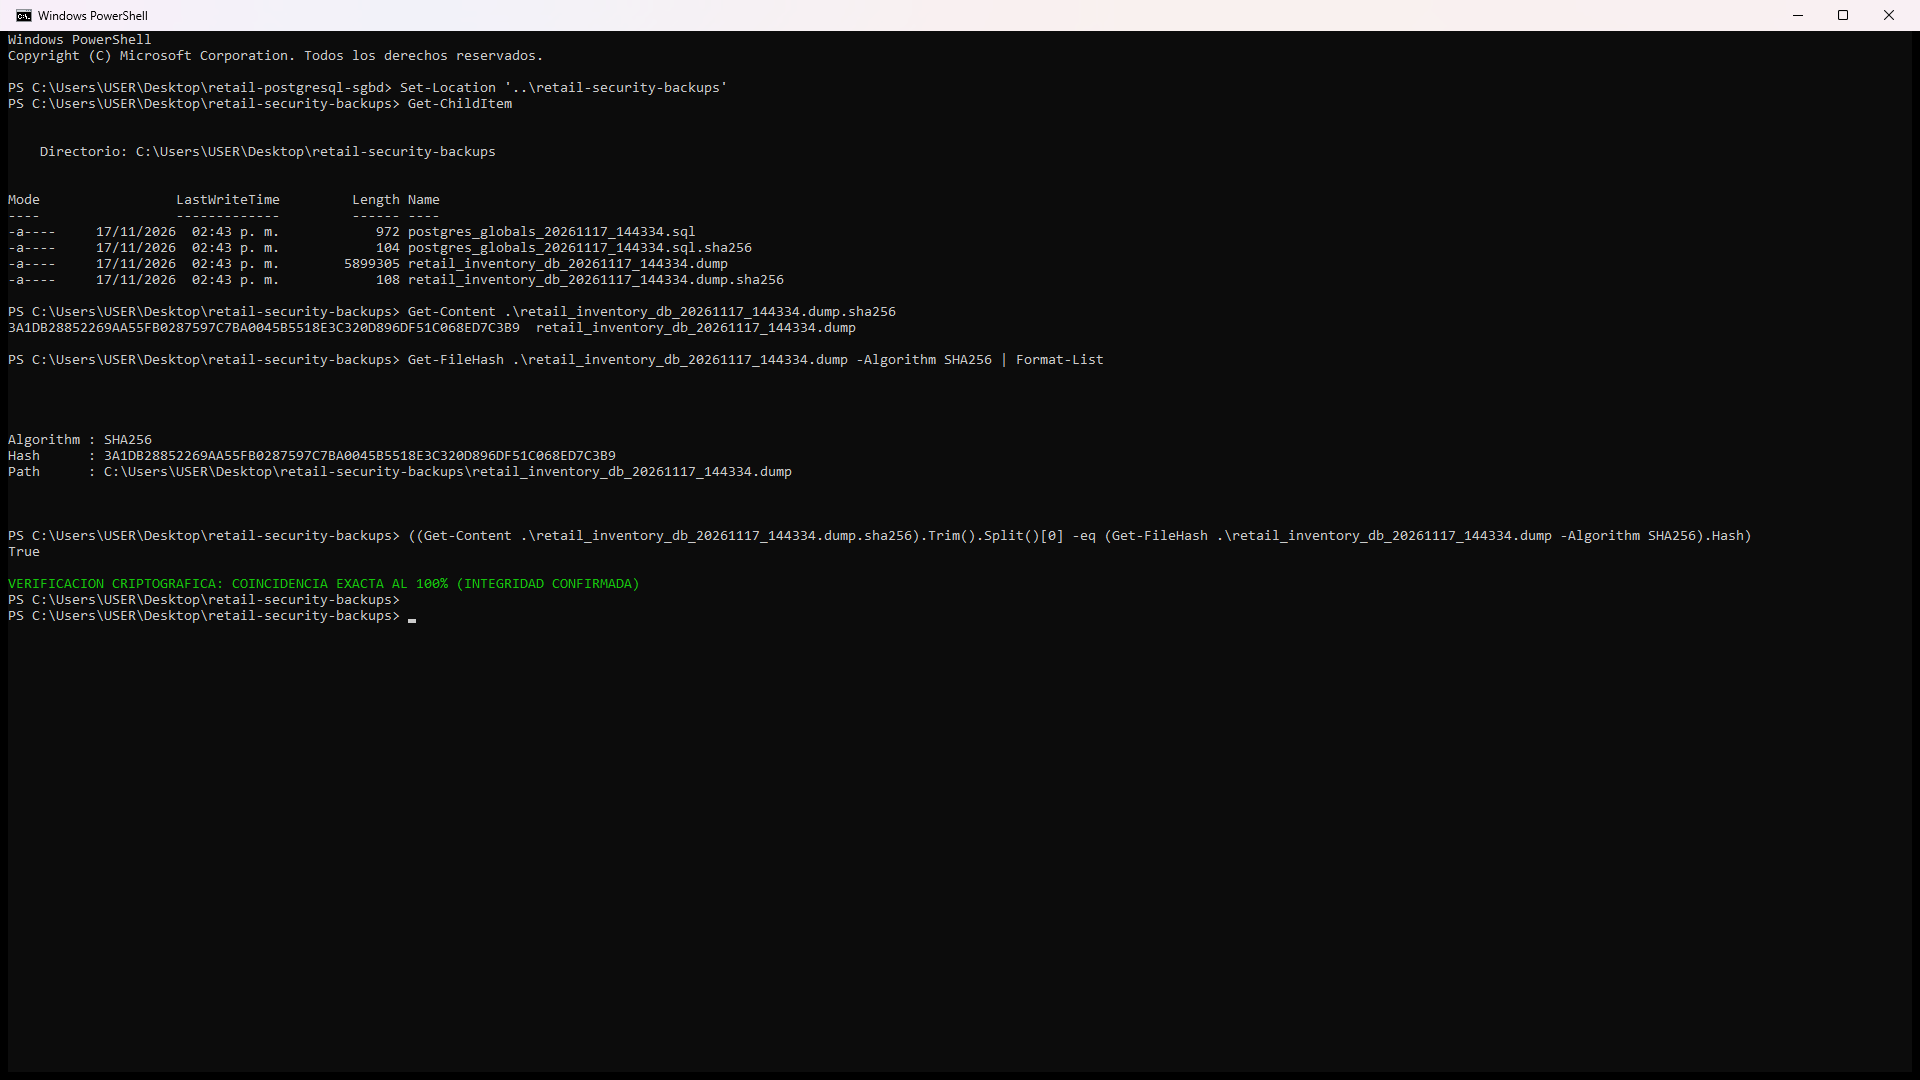 Windows PowerShell
Windows PowerShell
Copyright (C) Microsoft Corporation. Todos los derechos reservados.
PS C:\Users\USER\Desktop\retail-postgresql-sgbd> Set-Location '..\retail-security-backups'
PS C:\Users\USER\Desktop\retail-security-backups> Get-ChildItem
    Directorio: C:\Users\USER\Desktop\retail-security-backups
Mode                 LastWriteTime         Length Name
----                 -------------         ------ ----
-a----     17/11/2026  02:43 p. m.            972 postgres_globals_20261117_144334.sql
-a----     17/11/2026  02:43 p. m.            104 postgres_globals_20261117_144334.sql.sha256
-a----     17/11/2026  02:43 p. m.        5899305 retail_inventory_db_20261117_144334.dump
-a----     17/11/2026  02:43 p. m.            108 retail_inventory_db_20261117_144334.dump.sha256
PS C:\Users\USER\Desktop\retail-security-backups> Get-Content .\retail_inventory_db_20261117_144334.dump.sha256
3A1DB28852269AA55FB0287597C7BA0045B5518E3C320D896DF51C068ED7C3B9  retail_inventory_db_20261117_144334.dump
PS C:\Users\USER\Desktop\retail-security-backups> Get-FileHash .\retail_inventory_db_20261117_144334.dump -Algorithm SHA256 | Format-List
Algorithm : SHA256
Hash      : 3A1DB28852269AA55FB0287597C7BA0045B5518E3C320D896DF51C068ED7C3B9
Path      : C:\Users\USER\Desktop\retail-security-backups\retail_inventory_db_20261117_144334.dump
PS C:\Users\USER\Desktop\retail-security-backups> ((Get-Content .\retail_inventory_db_20261117_144334.dump.sha256).Trim().Split()[0] -eq (Get-FileHash .\retail_inventory_db_20261117_144334.dump -Algorithm SHA256).Hash)
True
VERIFICACION CRIPTOGRAFICA: COINCIDENCIA EXACTA AL 100% (INTEGRIDAD CONFIRMADA)
PS C:\Users\USER\Desktop\retail-security-backups>
PS C:\Users\USER\Desktop\retail-security-backups>